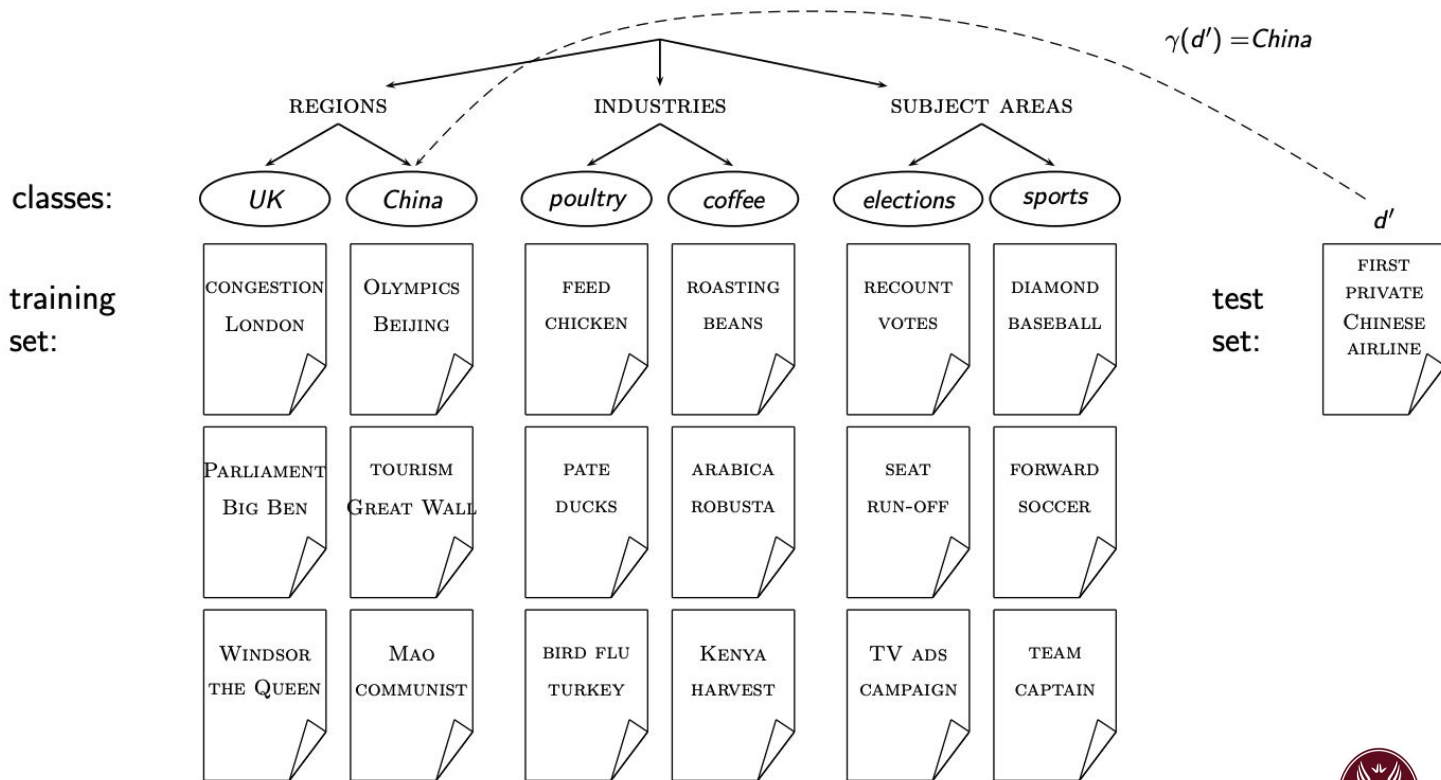 γ(d′) =China
REGIONS INDUSTRIES SUBJECT AREAS
classes: UK China poultry coffee elections sports
d′
training set:
CONGESTION LONDON
OLYMPICS BEIJING
FEED CHICKEN
ROASTING BEANS
RECOUNT VOTES
DIAMOND BASEBALL
test set:
FIRST
PRIVATE
CHINESE
AIRLINE
PARLIAMENT BIG BEN
TOURISM GREAT WALL
PATE DUCKS
ARABICA ROBUSTA
SEAT RUN-OFF
FORWARD SOCCER
WINDSOR THE QUEEN
MAO COMMUNIST
BIRD FLU TURKEY
KENYA HARVEST
TV ADS CAMPAIGN
TEAM CAPTAIN